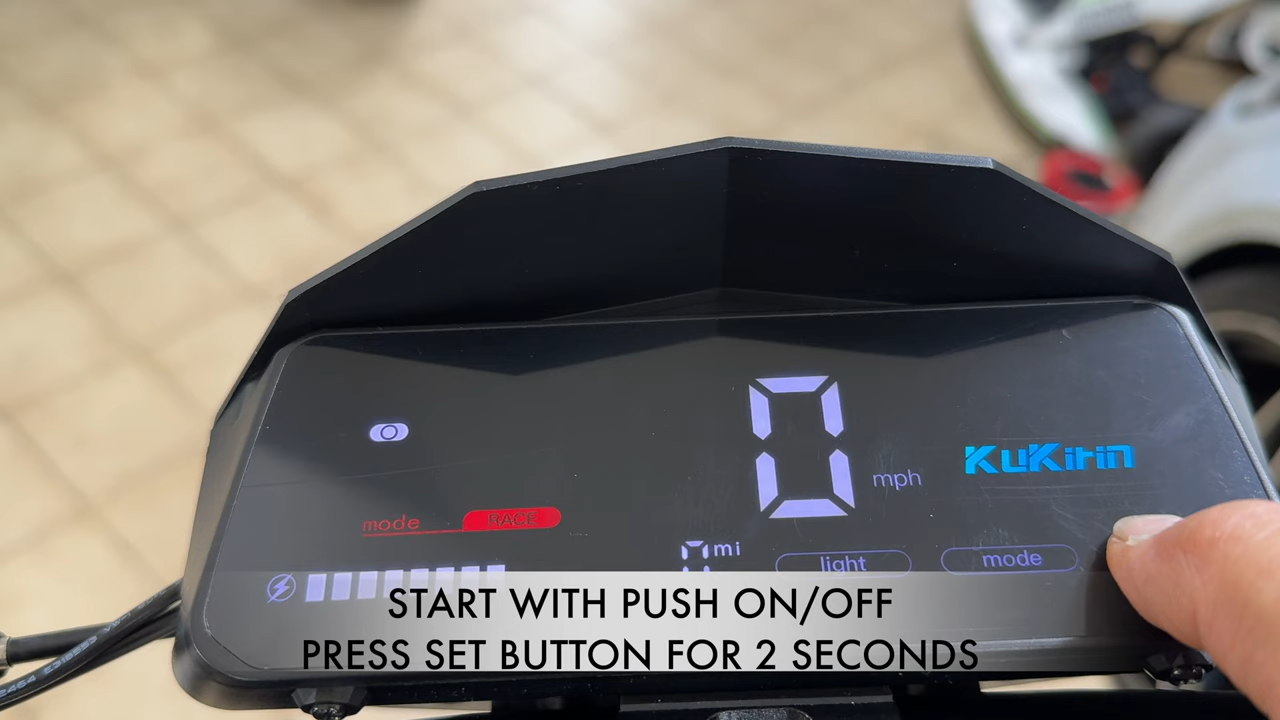 0
mph
KuKirin
mode RACE
0 mi
light
mode
START WITH PUSH ON/OFF
PRESS SET BUTTON FOR 2 SECONDS